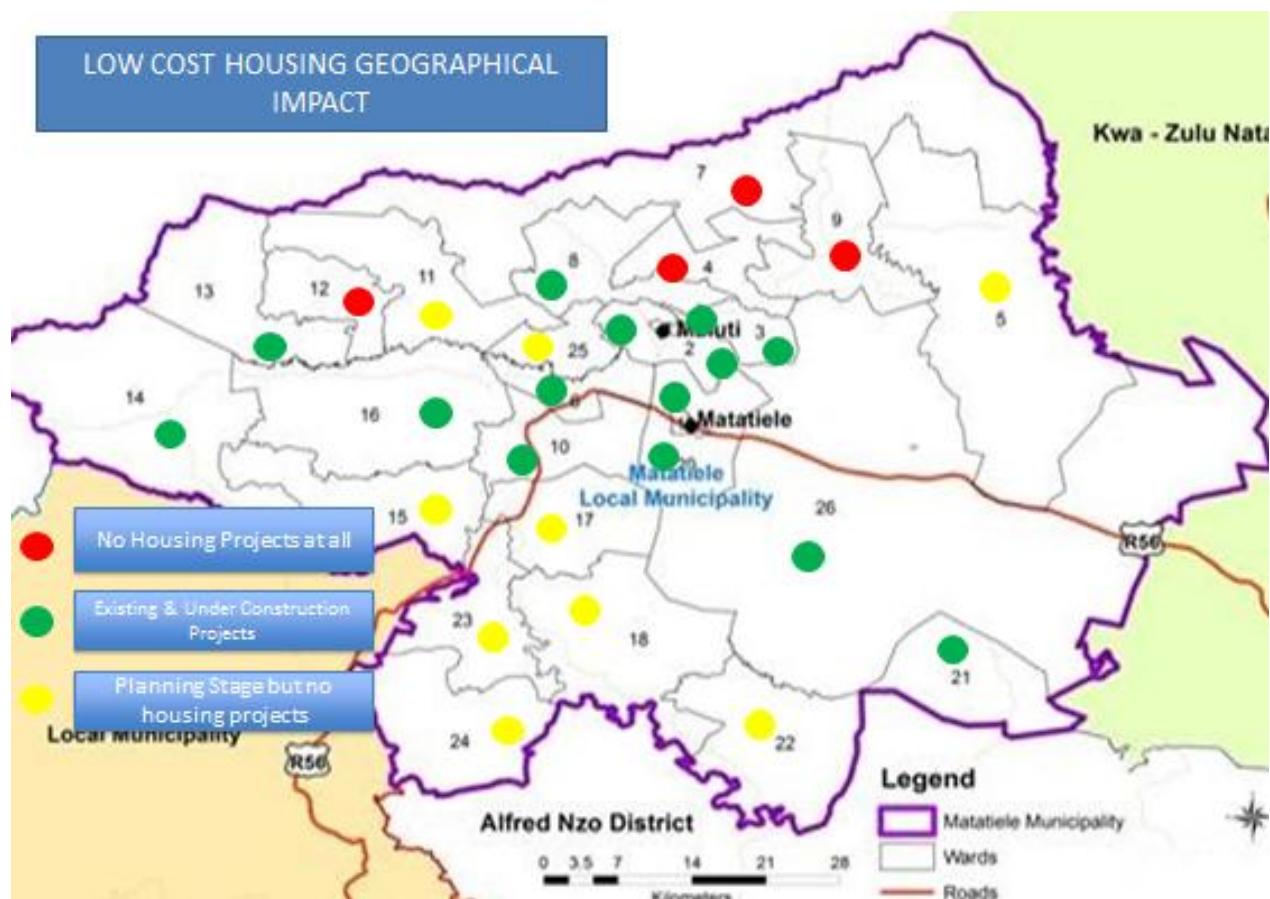 LOW COST HOUSING GEOGRAPHICAL
IMPACT
Kwa - Zulu Nata
7
9
8
4
11
13
12
5
Maluti
3
2
25
14
6
16
Matatiele
10
Matatiele
Local Municipality
26
15
17
No Housing Projects at all
R56
Existing & Under Construction
Projects
23
18
21
Planning Stage but no
housing projects
Local Municipality
24
22
R56
Legend
Matatiele Municipality
Alfred Nzo District
Wards
0 3.5 7 14 21 28
Kilometers
Roads